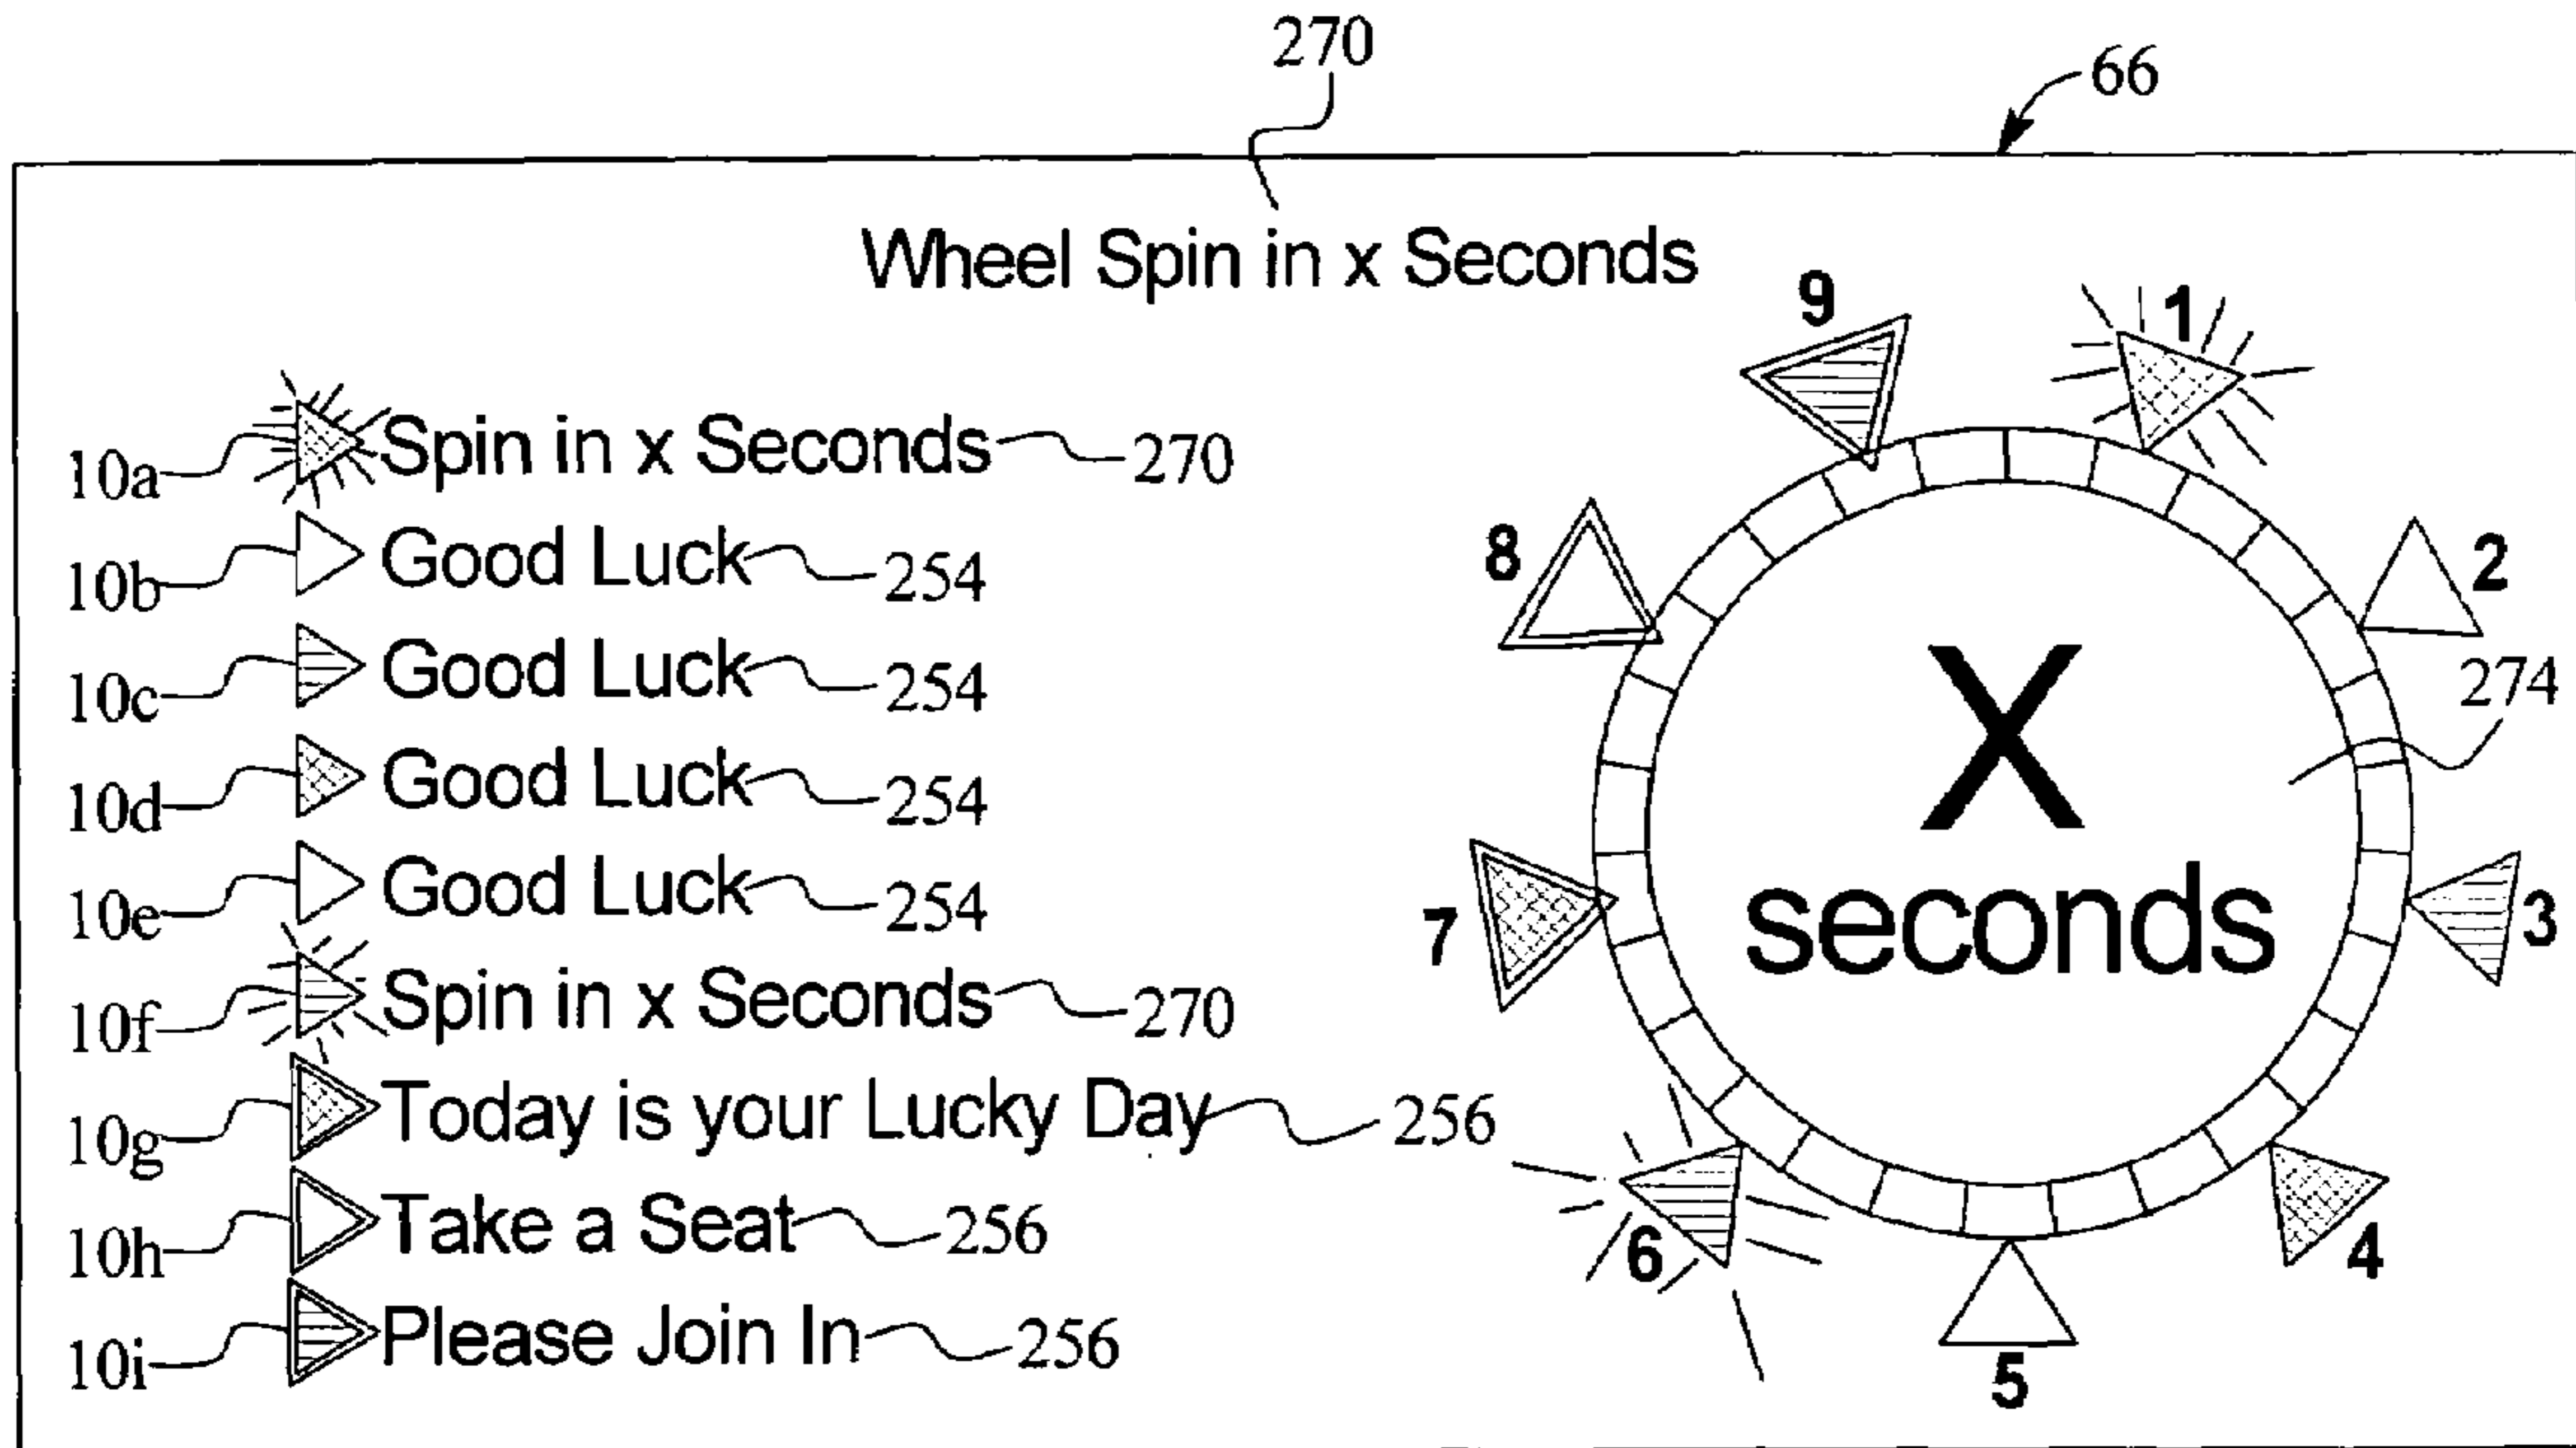 270
66
Wheel Spin in x Seconds
9 1
10a Spin in x Seconds 270
10b Good Luck 254
8 2
10c Good Luck 254
X 274
10d Good Luck 254
10e Good Luck 254
7 seconds 3
10f Spin in x Seconds 270
10g Today is your Lucky Day 256
10h Take a Seat 256
6 4
10i Please Join In 256
5